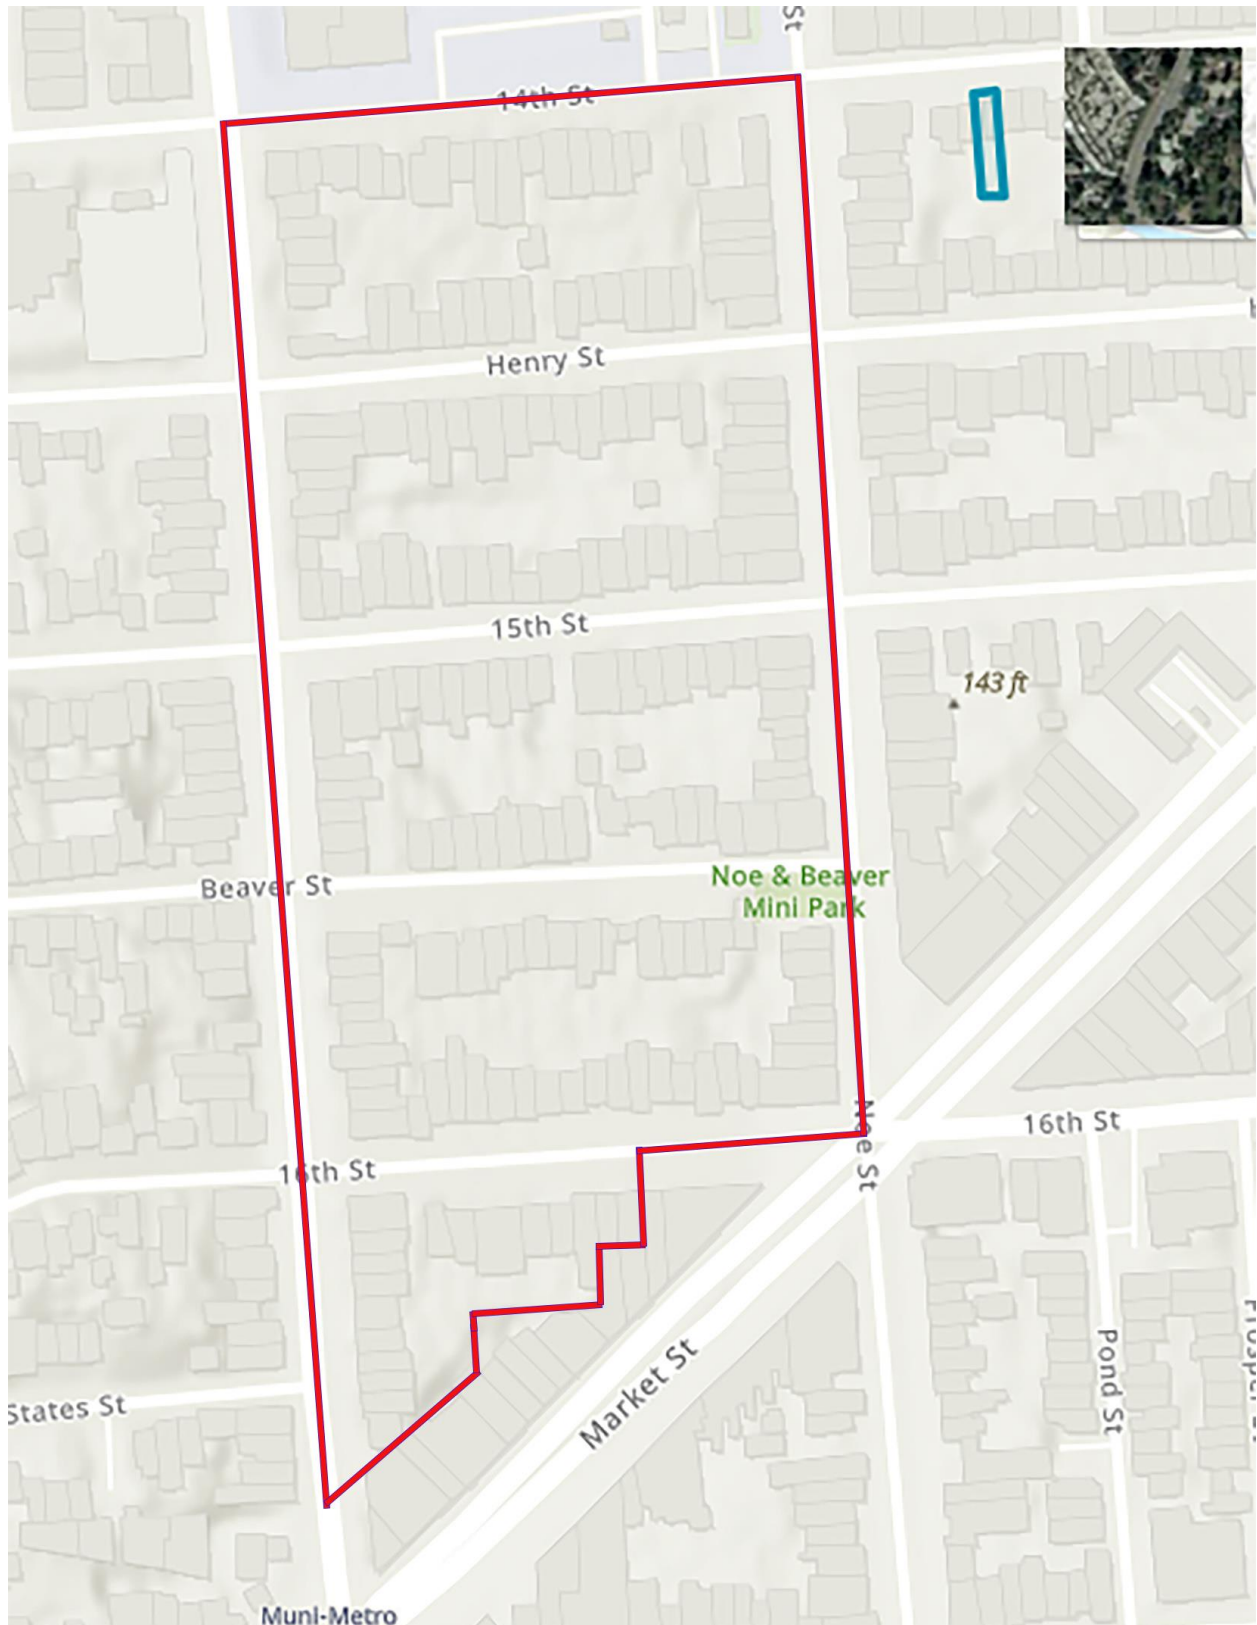 St
14th St
Henry St
15th St
143 ft
Beaver St
Noe & Beaver
Mini Park
Noe St
16th St
16th St
Market St
Pond St
States St
Muni-Metro